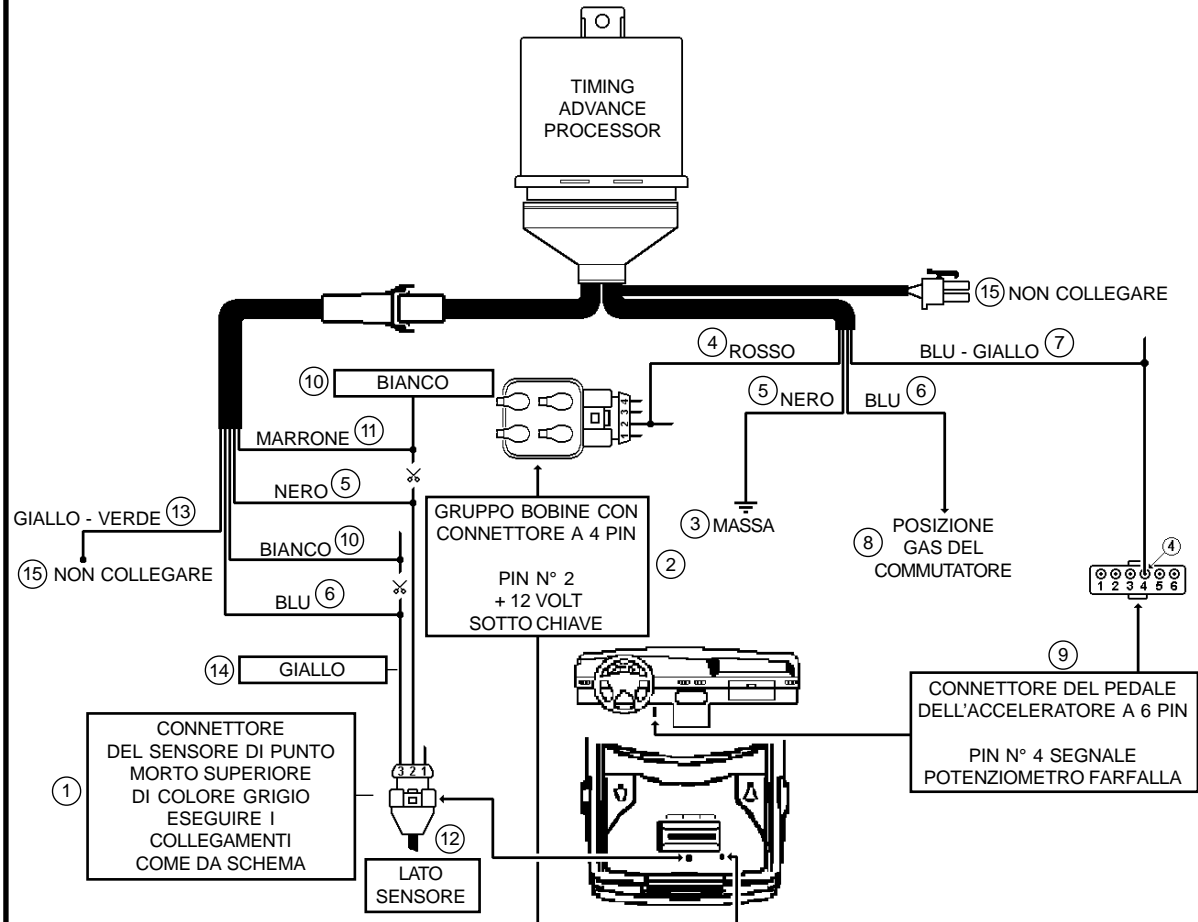 TIMING
ADVANCE
PROCESSOR
15 NON COLLEGARE
4 ROSSO
BLU - GIALLO 7
10 BIANCO
5 NERO
BLU 6
MARRONE 11
4
3
2
1
NERO 5
GIALLO - VERDE 13
GRUPPO BOBINE CON
CONNETTORE A 4 PIN
PIN N° 2
+ 12 VOLT
SOTTO CHIAVE
2
3 MASSA
8 POSIZIONE
GAS DEL
COMMUTATORE
4
1 2 3 4 5 6
BIANCO 10
15 NON COLLEGARE
BLU 6
14 GIALLO
9
CONNETTORE DEL PEDALE
DELL'ACCELERATORE A 6 PIN
PIN N° 4 SEGNALE
POTENZIOMETRO FARFALLA
1
CONNETTORE
DEL SENSORE DI PUNTO
MORTO SUPERIORE
DI COLORE GRIGIO
ESEGUIRE I
COLLEGAMENTI
COME DA SCHEMA
3 2 1
12
LATO
SENSORE